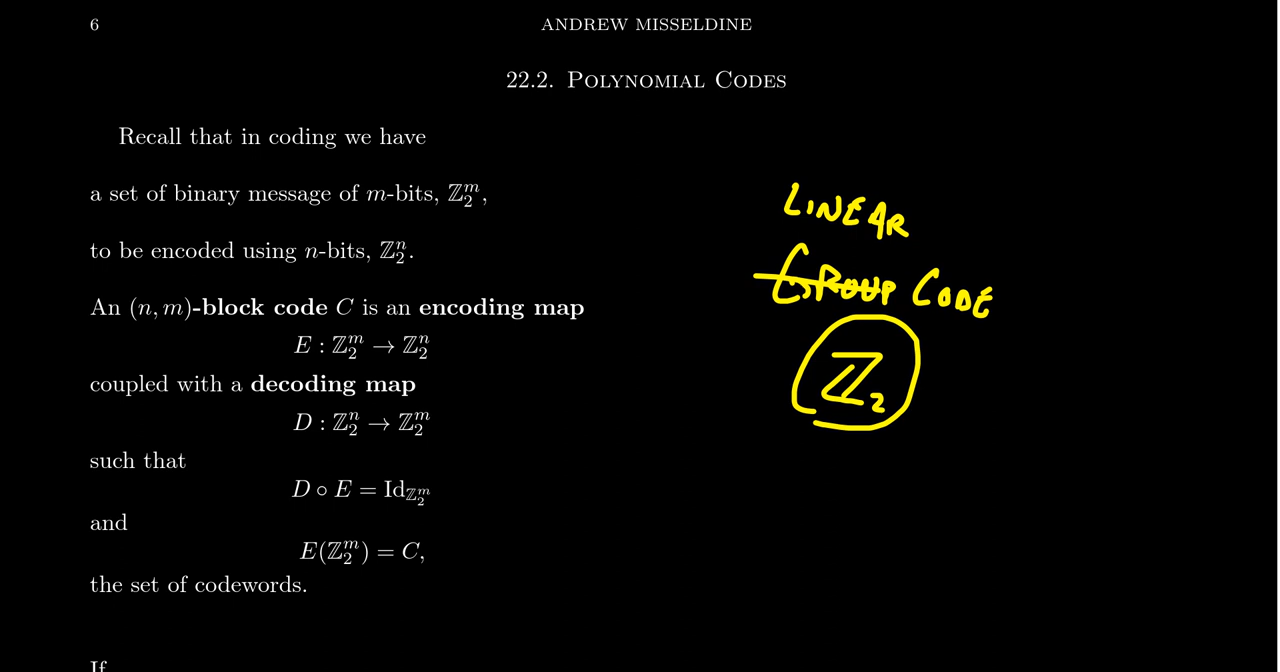 6 ANDREW MISSELDINE
22.2. POLYNOMIAL CODES
Recall that in coding we have
a set of binary message of m-bits, ℤ₂ᵐ,
to be encoded using n-bits, ℤ₂ⁿ.
An (n, m)-block code C is an encoding map
E : ℤ₂ᵐ → ℤ₂ⁿ
coupled with a decoding map
D : ℤ₂ⁿ → ℤ₂ᵐ
such that
D ∘ E = Id_{ℤ₂ᵐ}
and
E(ℤ₂ᵐ) = C,
the set of codewords.
If
LINEAR
GROUP CODE
ℤ₂